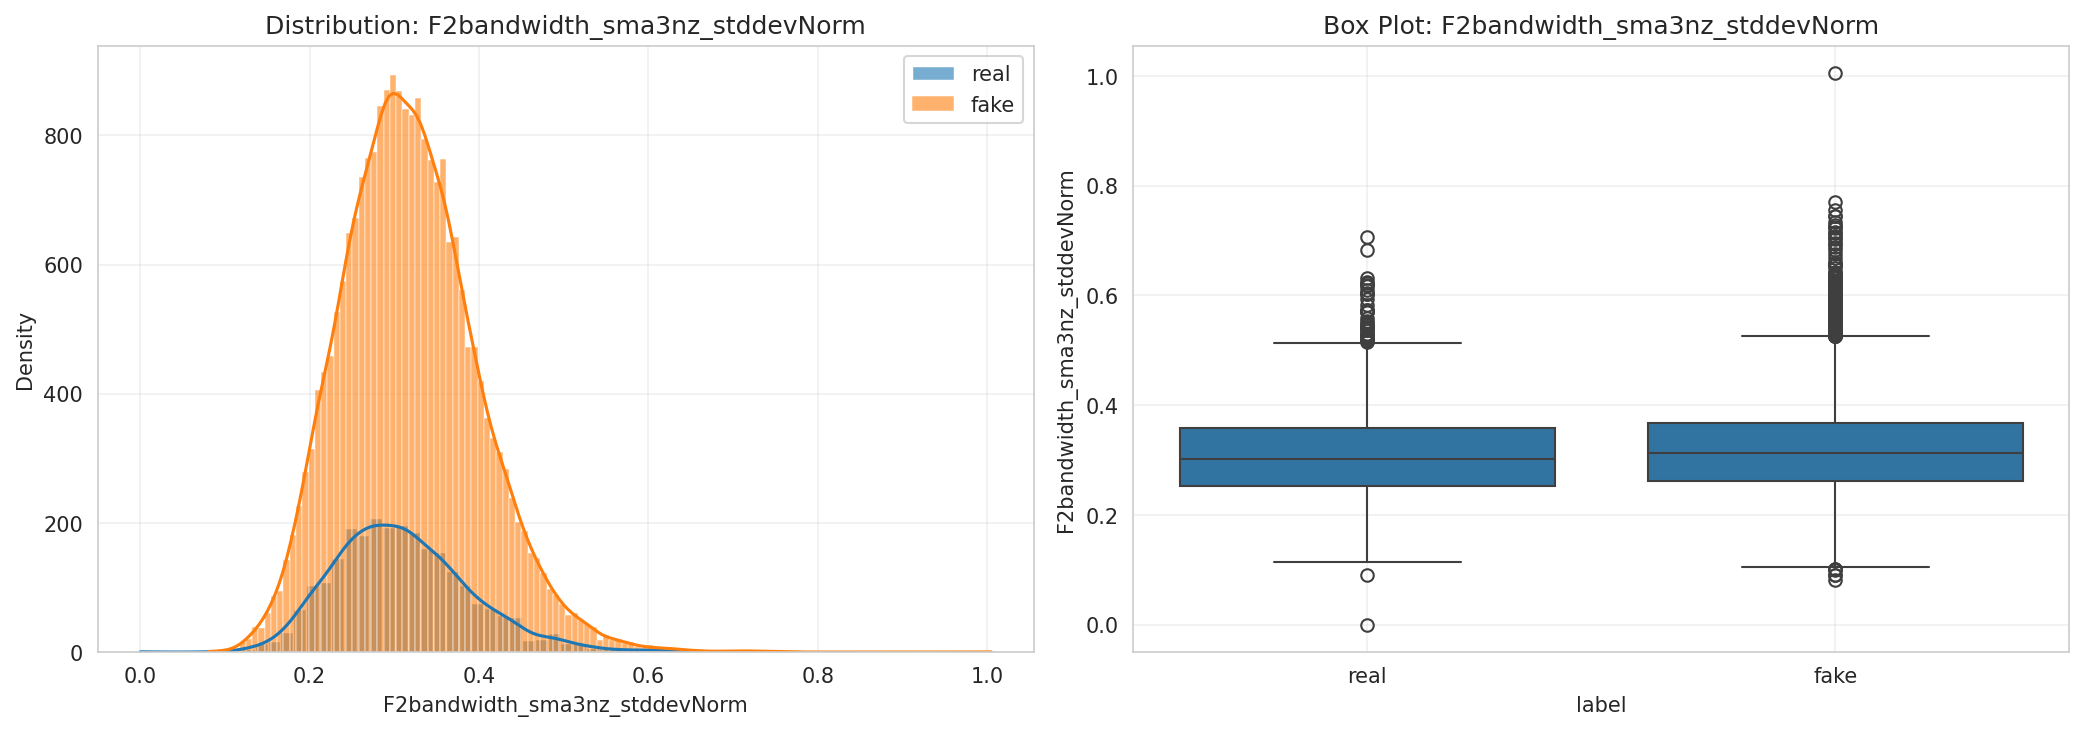 Distribution: F2bandwidth_sma3nz_stddevNorm
real
fake
Density
800
600
400
200
0
0.0 0.2 0.4 0.6 0.8 1.0
F2bandwidth_sma3nz_stddevNorm
Box Plot: F2bandwidth_sma3nz_stddevNorm
F2bandwidth_sma3nz_stddevNorm
1.0
0.8
0.6
0.4
0.2
0.0
real fake
label